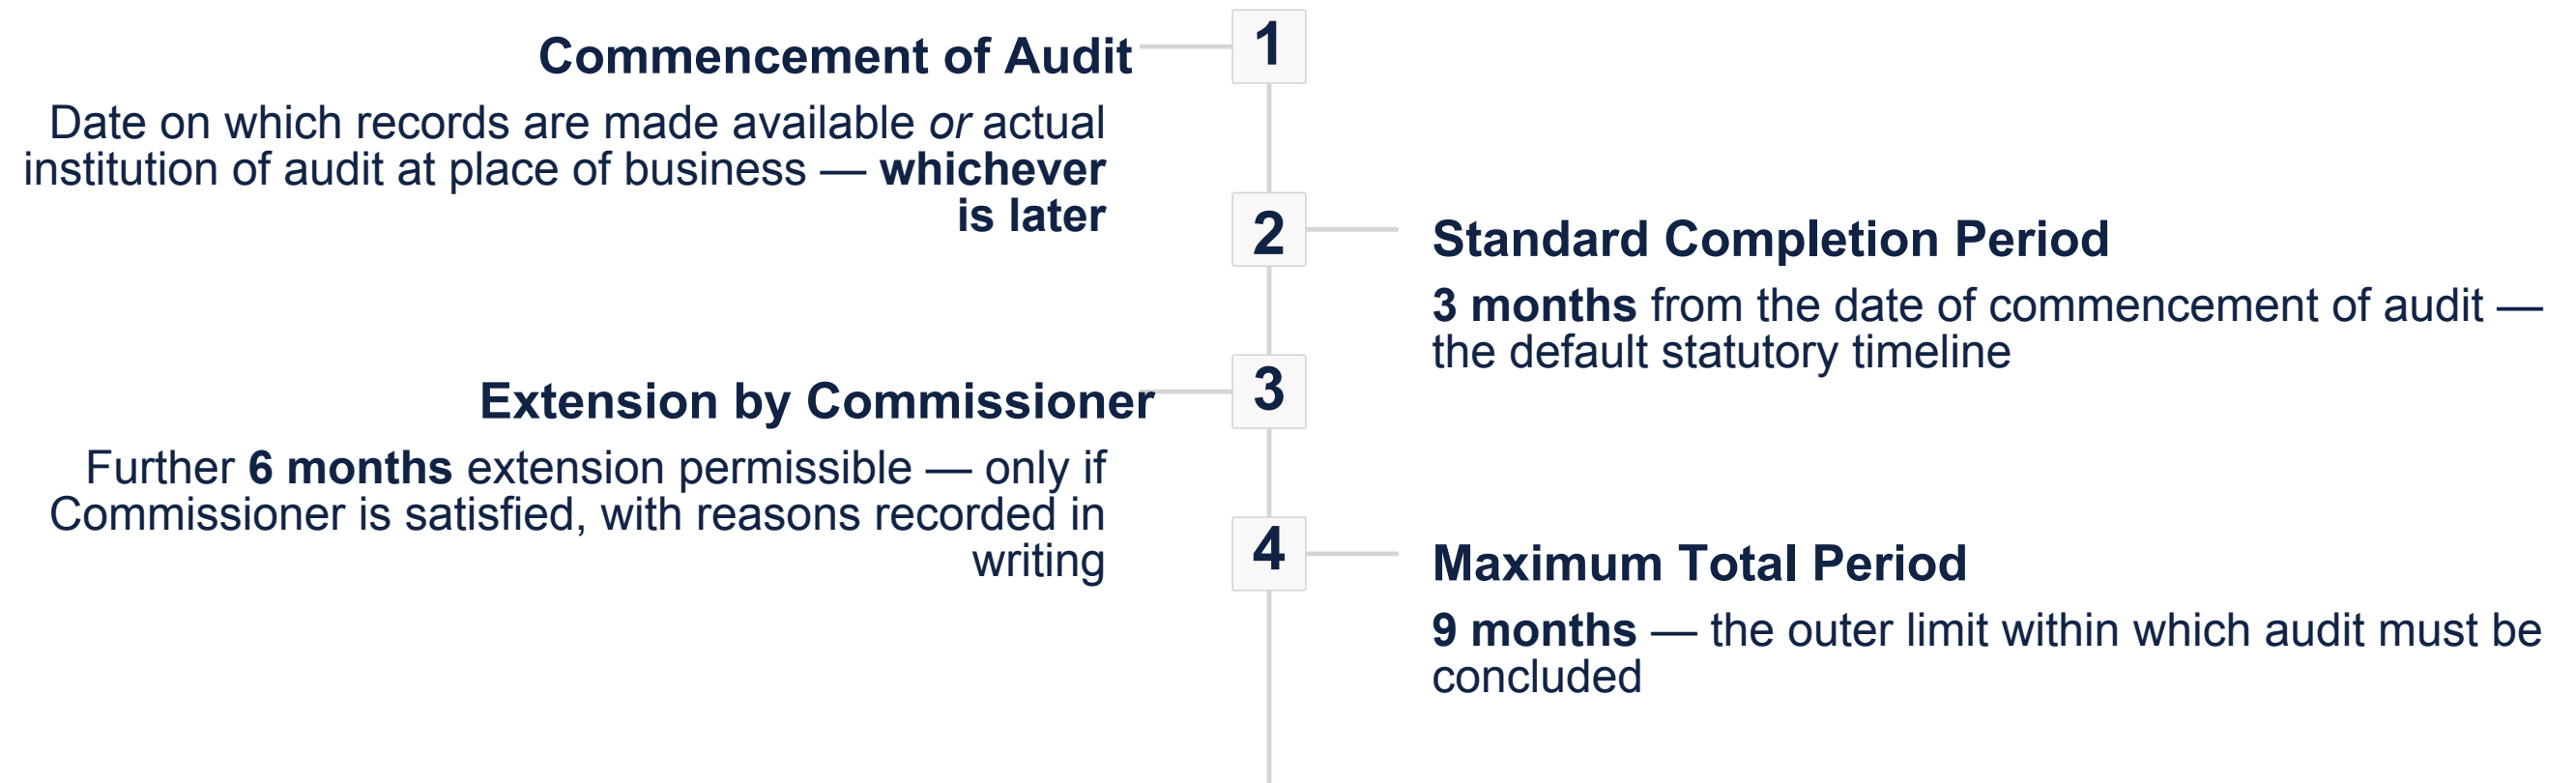 1
Commencement of Audit
Date on which records are made available or actual
institution of audit at place of business — whichever
is later
2
Standard Completion Period
3 months from the date of commencement of audit —
the default statutory timeline
3
Extension by Commissioner
Further 6 months extension permissible — only if
Commissioner is satisfied, with reasons recorded in
writing
4
Maximum Total Period
9 months — the outer limit within which audit must be
concluded